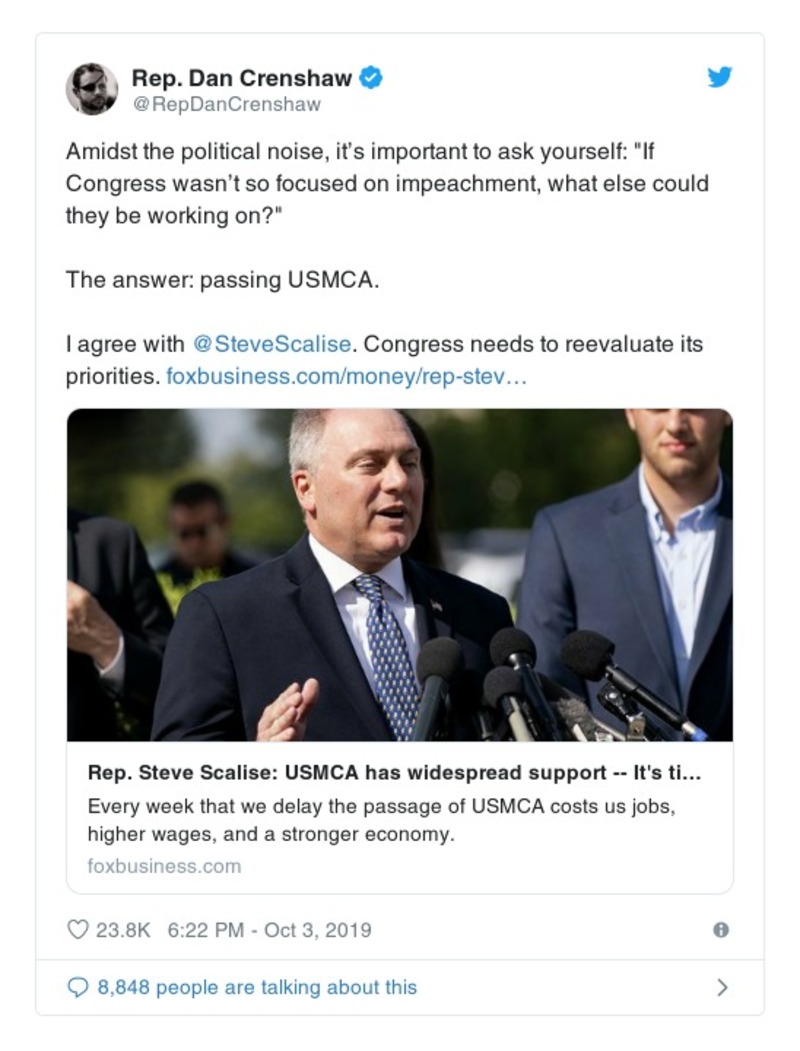 Rep. Dan Crenshaw
@RepDanCrenshaw
Amidst the political noise, it’s important to ask yourself: "If
Congress wasn’t so focused on impeachment, what else could
they be working on?"
The answer: passing USMCA.
I agree with @SteveScalise. Congress needs to reevaluate its
priorities. foxbusiness.com/money/rep-stev…
Rep. Steve Scalise: USMCA has widespread support -- It's ti...
Every week that we delay the passage of USMCA costs us jobs,
higher wages, and a stronger economy.
foxbusiness.com
23.8K 6:22 PM - Oct 3, 2019
8,848 people are talking about this